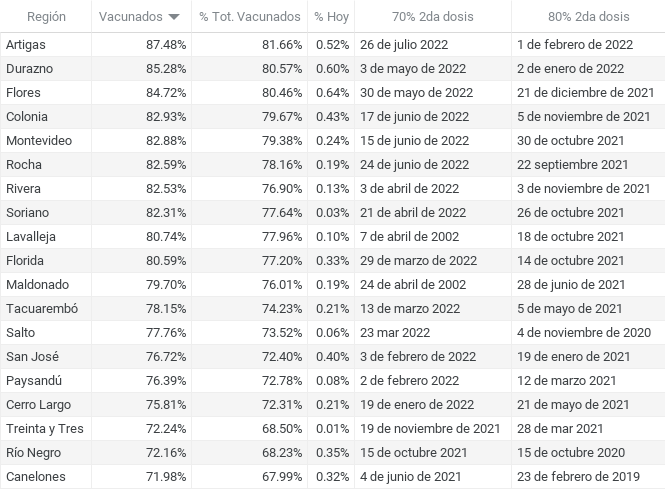 Región Vacunados % Tot. Vacunados % Hoy 70% 2da dosis 80% 2da dosis
Artigas 87.48% 81.66% 0.52% 26 de julio 2022 1 de febrero de 2022
Durazno 85.28% 80.57% 0.60% 3 de mayo de 2022 2 de enero de 2022
Flores 84.72% 80.46% 0.64% 30 de mayo de 2022 21 de diciembre de 2021
Colonia 82.93% 79.67% 0.43% 17 de junio de 2022 5 de noviembre de 2021
Montevideo 82.88% 79.38% 0.24% 15 de junio de 2022 30 de octubre 2021
Rocha 82.59% 78.16% 0.19% 24 de junio de 2022 22 septiembre 2021
Rivera 82.53% 76.90% 0.13% 3 de abril de 2022 3 de noviembre de 2021
Soriano 82.31% 77.64% 0.03% 21 de abril de 2022 26 de octubre 2021
Lavalleja 80.74% 77.96% 0.10% 7 de abril de 2002 18 de octubre 2021
Florida 80.59% 77.20% 0.33% 29 de marzo de 2022 14 de octubre 2021
Maldonado 79.70% 76.01% 0.19% 24 de abril de 2002 28 de junio de 2021
Tacuarembó 78.15% 74.23% 0.21% 13 de marzo 2022 5 de mayo de 2021
Salto 77.76% 73.52% 0.06% 23 mar 2022 4 de noviembre de 2020
San José 76.72% 72.40% 0.40% 3 de febrero de 2022 19 de enero de 2021
Paysandú 76.39% 72.78% 0.08% 2 de febrero 2022 12 de marzo 2021
Cerro Largo 75.81% 72.31% 0.21% 19 de enero de 2022 21 de mayo de 2021
Treinta y Tres 72.24% 68.50% 0.01% 19 de noviembre de 2021 28 de mar 2021
Río Negro 72.16% 68.23% 0.35% 15 de octubre 2021 15 de octubre 2020
Canelones 71.98% 67.99% 0.32% 4 de junio de 2021 23 de febrero de 2019